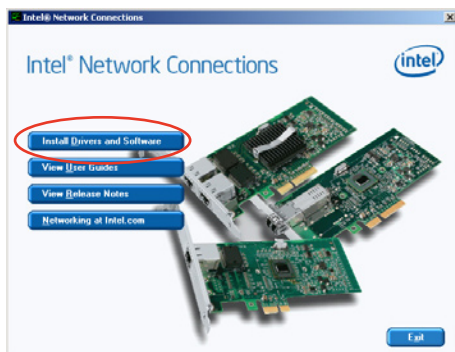 Intel® Network Connections
Intel® Network Connections
intel
Install Drivers and Software
View User Guides
View Release Notes
Networking at Intel.com
Exit